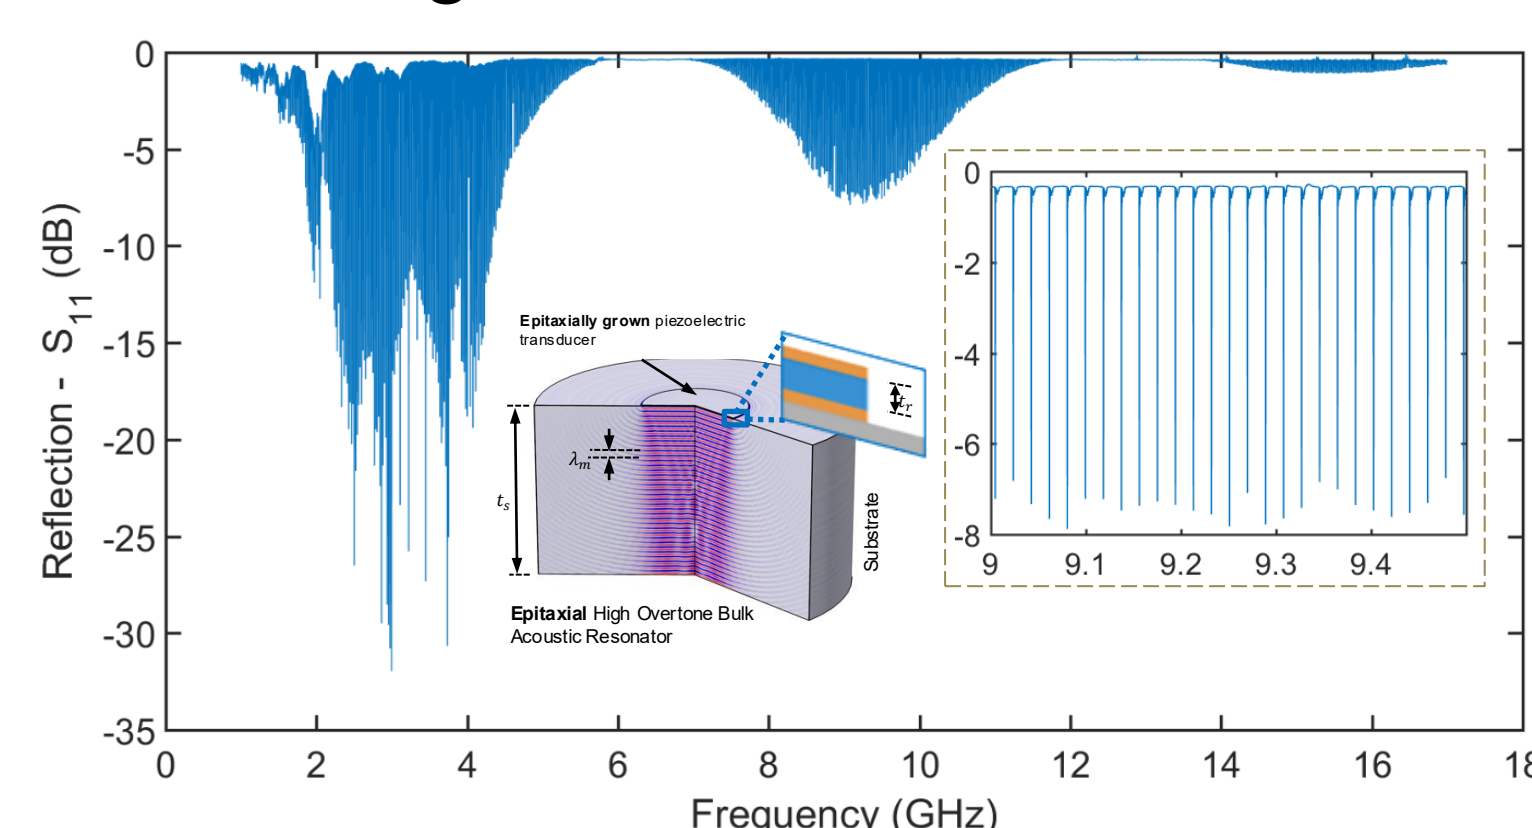 0
-5
-10
-15
-20
-25
-30
-35
Reflection - S11 (dB)
0 2 4 6 8 10 12 14 16 18
Frequency (GHz)
Epitaxially grown piezoelectric
transducer
tr
λm
ts
Substrate
Epitaxial High Overtone Bulk
Acoustic Resonator
0
-2
-4
-6
-8
9 9.1 9.2 9.3 9.4